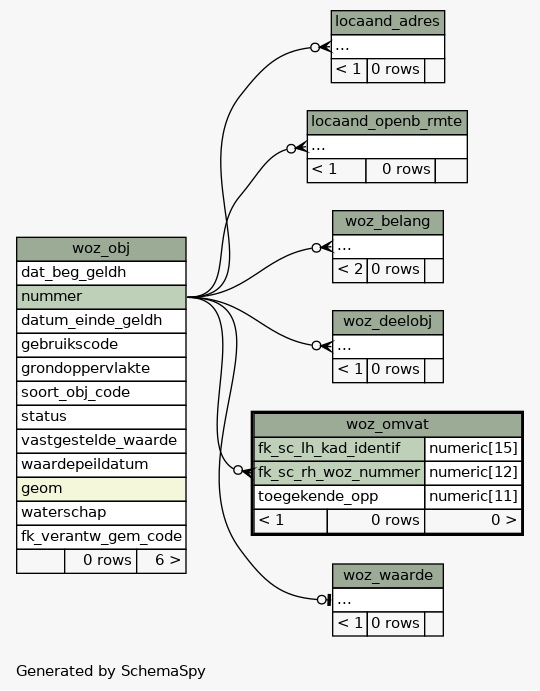 locaand_adres
...
< 1 0 rows
locaand_openb_rmte
...
< 1 0 rows
woz_belang
...
< 2 0 rows
woz_deelobj
...
< 1 0 rows
woz_obj
dat_beg_geldh
nummer
datum_einde_geldh
gebruikscode
grondoppervlakte
soort_obj_code
status
vastgestelde_waarde
waardepeildatum
geom
waterschap
fk_verantw_gem_code
0 rows 6 >
woz_omvat
fk_sc_lh_kad_identif numeric[15]
fk_sc_rh_woz_nummer numeric[12]
toegekende_opp numeric[11]
< 1 0 rows 0 >
woz_waarde
...
< 1 0 rows
Generated by SchemaSpy